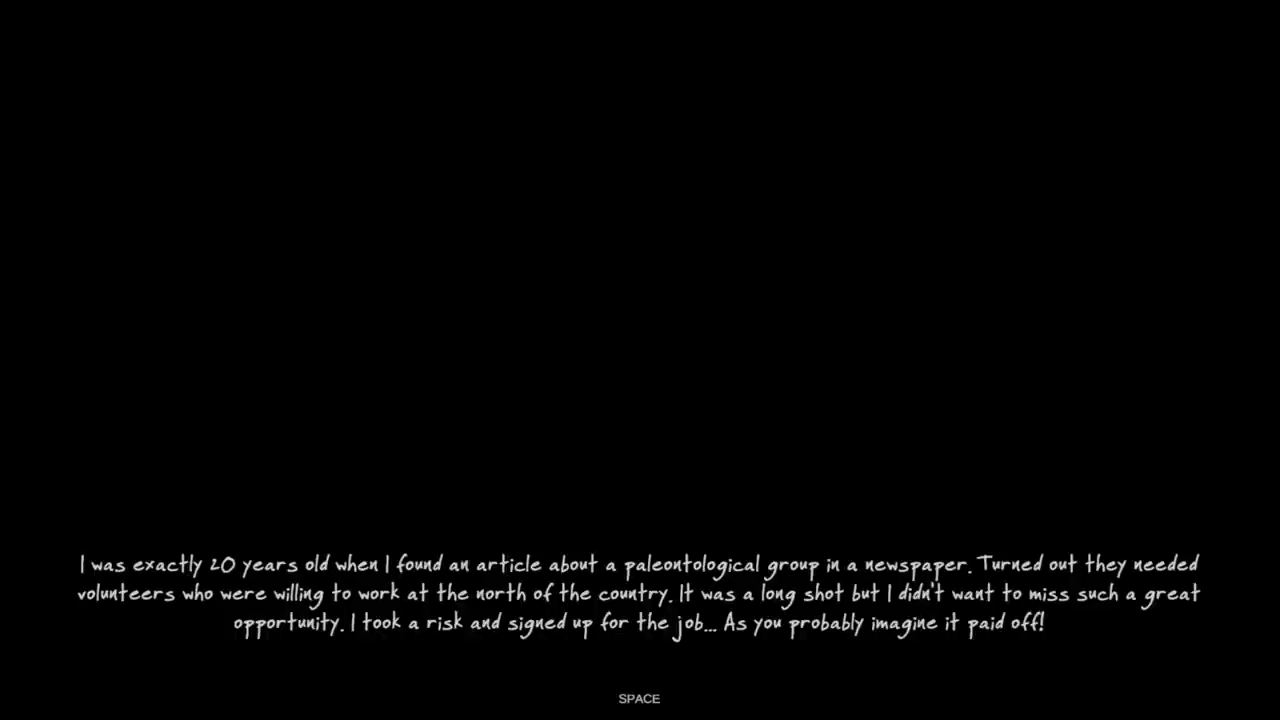 I was exactly 20 years old when I found an article about a paleontological group in a newspaper. Turned out they needed
volunteers who were willing to work at the north of the country. It was a long shot but I didn't want to miss such a great
opportunity. I took a risk and signed up for the job... As you probably imagine it paid off!
SPACE